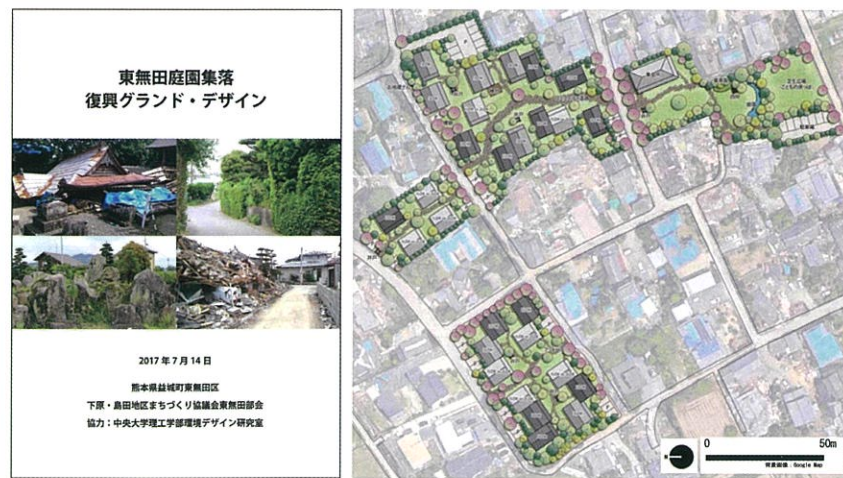 東無田庭園集落
復興グランド・デザイン
2017年7月14日
熊本県益城町東無田区
下原・島田地区まちづくり協議会東無田部会
協力：中央大学理工学部環境デザイン研究室
0
50m
背景画像：Google Map